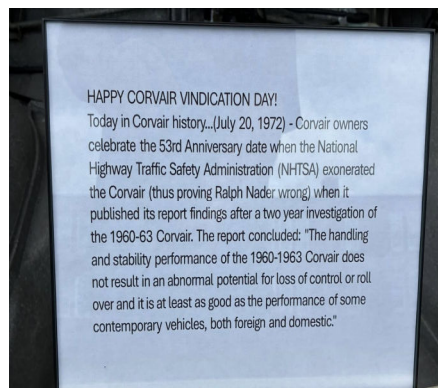 HAPPY CORVAIR VINDICATION DAY!
Today in Corvair history...(July 20, 1972) - Corvair owners
celebrate the 53rd Anniversary date when the National
Highway Traffic Safety Administration (NHTSA) exonerated
the Corvair (thus proving Ralph Nader wrong) when it
published its report findings after a two year investigation of
the 1960-63 Corvair. The report concluded: "The handling
and stability performance of the 1960-1963 Corvair does
not result in an abnormal potential for loss of control or roll
over and it is at least as good as the performance of some
contemporary vehicles, both foreign and domestic."